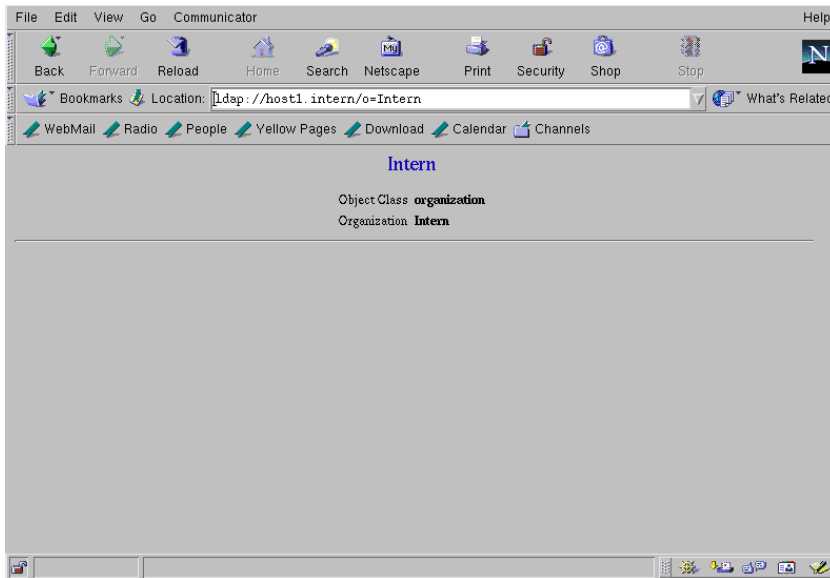 File Edit View Go Communicator Help
My N
Back Forward Reload Home Search Netscape Print Security Shop Stop
Bookmarks Location: ldap://host1.intern/o=Intern What's Related
WebMail Radio People Yellow Pages Download Calendar Channels
Intern
Object Class organization
Organization Intern